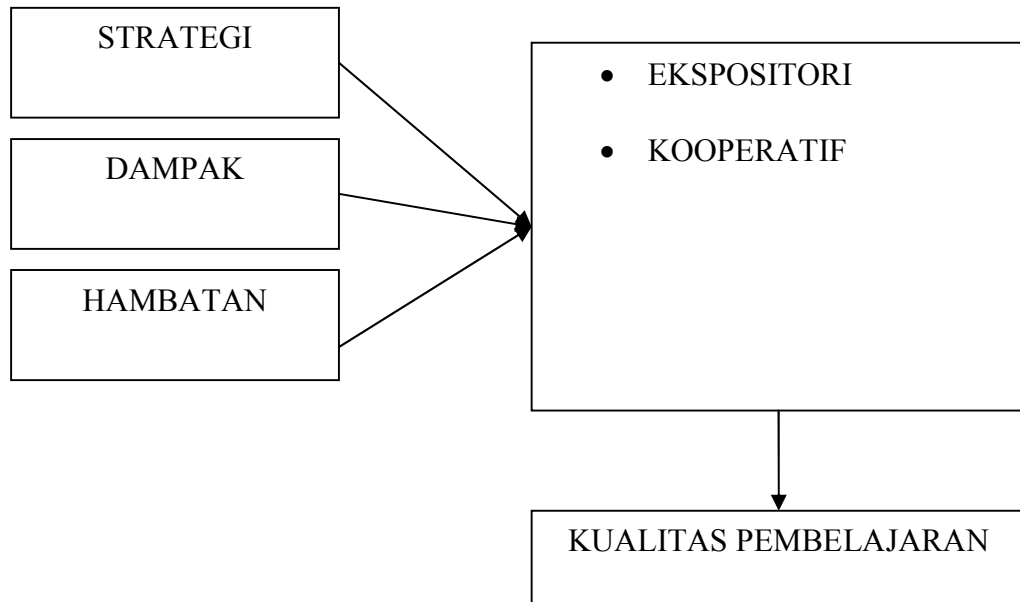 STRATEGI
DAMPAK
HAMBATAN
• EKSPOSITORI
• KOOPERATIF
KUALITAS PEMBELAJARAN